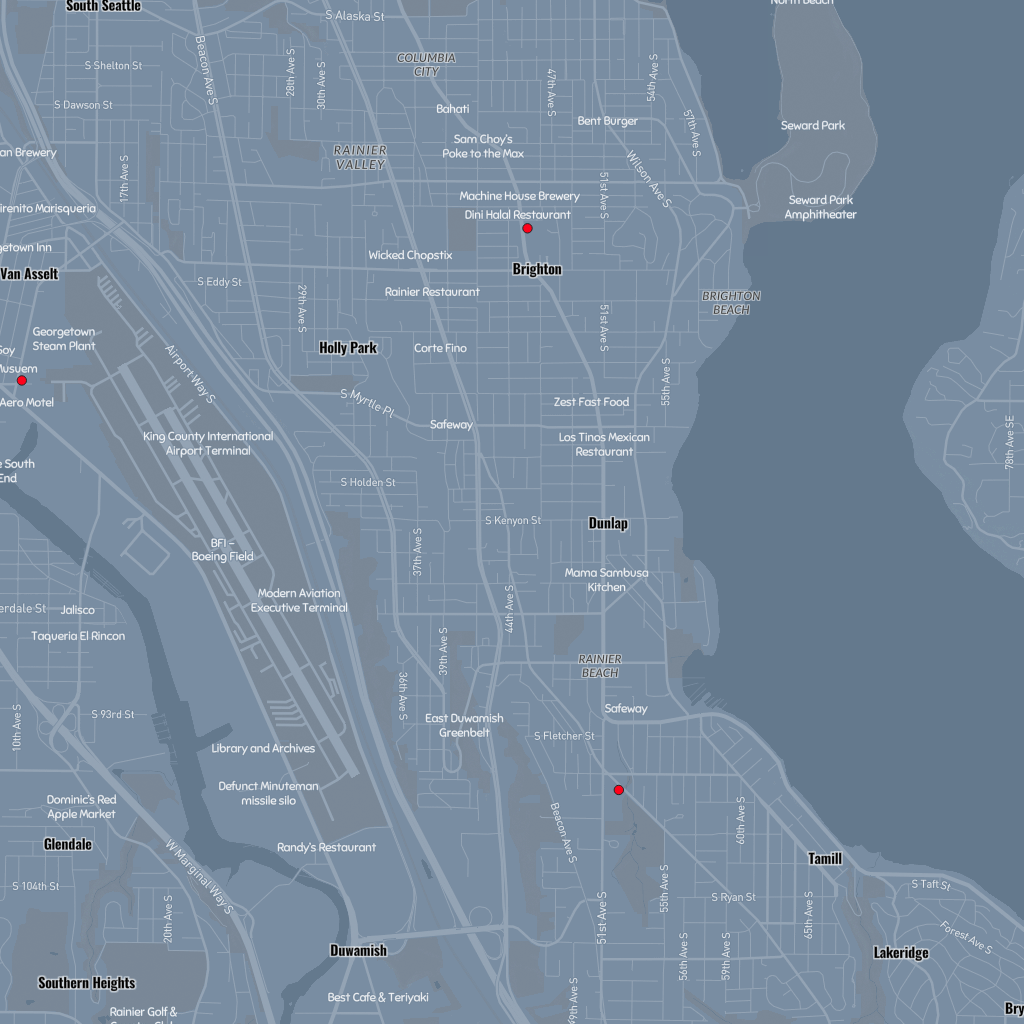 North Beach
South Seattle
S Alaska St
COLUMBIA
CITY
S Shelton St
Beacon Ave S
28th Ave S
30th Ave S
47th Ave S
54th Ave S
S Dawson St
Bahati
Bent Burger
57th Ave S
Seward Park
Sam Choy's
Poke to the Max
an Brewery
RAINIER
VALLEY
17th Ave S
Wilson Ave S
51st Ave S
Machine House Brewery
Seward Park
Amphitheater
irenito Marisqueria
Dini Halal Restaurant
getown Inn
Wicked Chopstix
Van Asselt
Brighton
S Eddy St
Rainier Restaurant
29th Ave S
BRIGHTON
BEACH
Georgetown
Steam Plant
51st Ave S
Holly Park
Corte Fino
Soy
Musuem
Airport Way S
55th Ave S
Aero Motel
S Myrtle Pl
Zest Fast Food
Safeway
King County International
Airport Terminal
Los Tinos Mexican
Restaurant
78th Ave SE
e South
End
S Holden St
S Kenyon St
Dunlap
37th Ave S
BFI -
Boeing Field
Mama Sambusa
Kitchen
Modern Aviation
Executive Terminal
44th Ave S
erdale St
Jalisco
Taqueria El Rincon
39th Ave S
RAINIER
BEACH
36th Ave S
S 93rd St
10th Ave S
Safeway
East Duwamish
Greenbelt
S Fletcher St
Library and Archives
Defunct Minuteman
missile silo
Dominic's Red
Apple Market
Beacon Ave S
60th Ave S
Glendale
Randy's Restaurant
Tamill
W Marginal Way S
S 104th St
55th Ave S
S Taft St
S Ryan St
20th Ave S
51st Ave S
65th Ave S
Forest Ave S
Duwamish
56th Ave S
59th Ave S
Lakeridge
Southern Heights
Best Cafe & Teriyaki
49th Ave S
Bry
Rainier Golf &